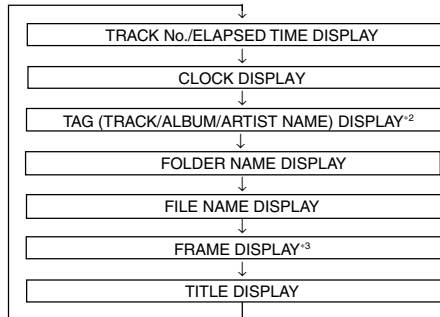 TRACK No./ELAPSED TIME DISPLAY
CLOCK DISPLAY
TAG (TRACK/ALBUM/ARTIST NAME) DISPLAY*2
FOLDER NAME DISPLAY
FILE NAME DISPLAY
FRAME DISPLAY*3
TITLE DISPLAY